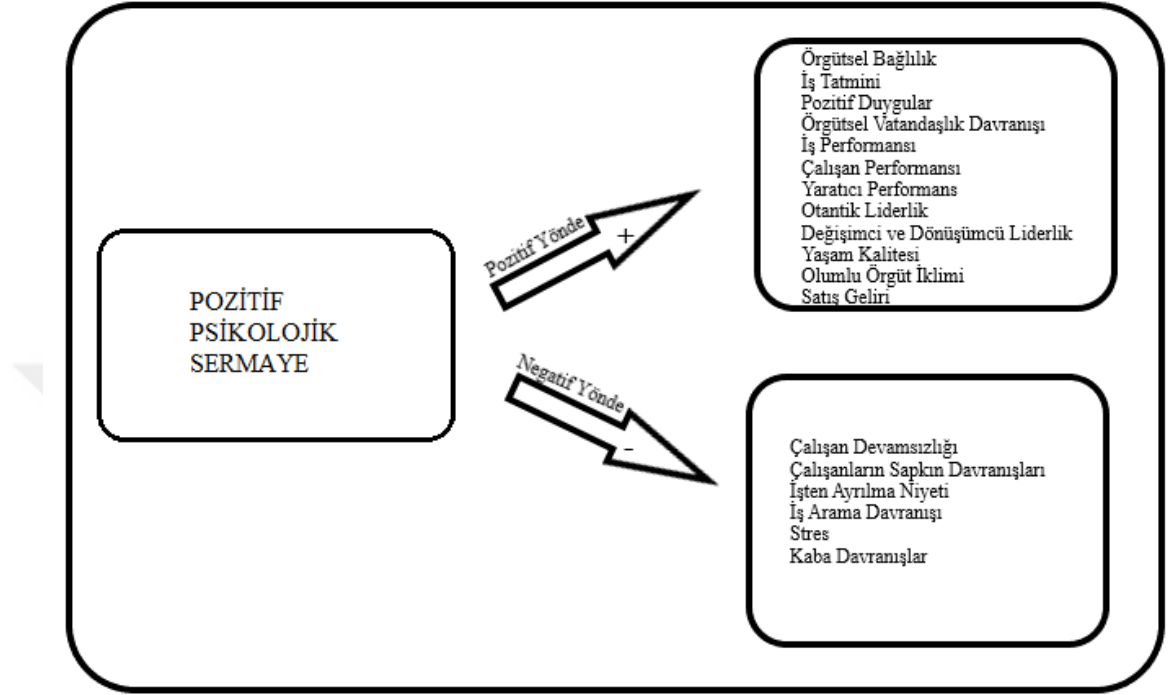 POZİTİF
PSİKOLOJİK
SERMAYE
Pozitif Yönde
+
Örgütsel Bağlılık
İş Tatmini
Pozitif Duygular
Örgütsel Vatandaşlık Davranışı
İş Performansı
Çalışan Performansı
Yaratıcı Performans
Otantik Liderlik
Değişimci ve Dönüşümcü Liderlik
Yaşam Kalitesi
Olumlu Örgüt İklimi
Satış Geliri
Negatif Yönde
-
Çalışan Devamsızlığı
Çalışanların Sapkın Davranışları
İşten Ayrılma Niyeti
İş Arama Davranışı
Stres
Kaba Davranışlar